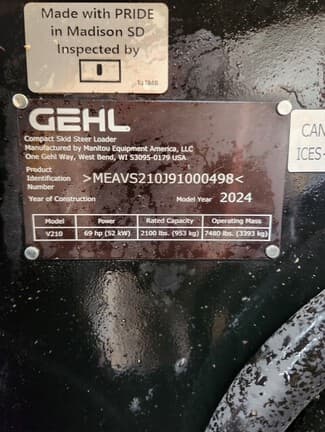 Made with PRIDE
in Madison SD
Inspected by
GEHL
Compact Skid Steer Loader
Manufactured by Manitou Equipment America, LLC
One Gehl Way, West Bend, WI 53095-0179 USA
Product
Identification >MEAVS210J91000498<
Number
Year of Construction Model Year 2024
Model Power Rated Capacity Operating Mass
V210 69 hp (52 kW) 2100 lbs. (953 kg) 7480 lbs. (3393 kg)
CAN
ICES-